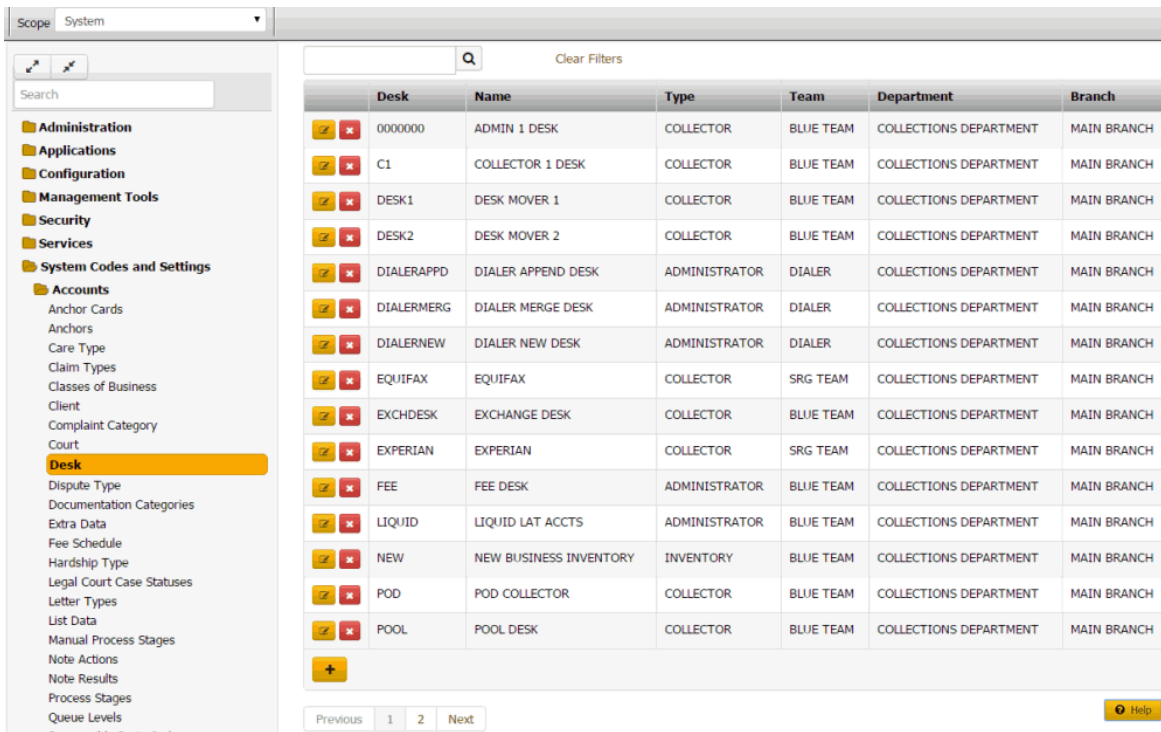 Scope System
Search
Administration
Applications
Configuration
Management Tools
Security
Services
System Codes and Settings
Accounts
Anchor Cards
Anchors
Care Type
Claim Types
Classes of Business
Client
Complaint Category
Court
Desk
Dispute Type
Documentation Categories
Extra Data
Fee Schedule
Hardship Type
Legal Court Case Statuses
Letter Types
List Data
Manual Process Stages
Note Actions
Note Results
Process Stages
Queue Levels
Clear Filters
Desk Name Type Team Department Branch
0000000 ADMIN 1 DESK COLLECTOR BLUE TEAM COLLECTIONS DEPARTMENT MAIN BRANCH
C1 COLLECTOR 1 DESK COLLECTOR BLUE TEAM COLLECTIONS DEPARTMENT MAIN BRANCH
DESK1 DESK MOVER 1 COLLECTOR BLUE TEAM COLLECTIONS DEPARTMENT MAIN BRANCH
DESK2 DESK MOVER 2 COLLECTOR BLUE TEAM COLLECTIONS DEPARTMENT MAIN BRANCH
DIALERAPPD DIALER APPEND DESK ADMINISTRATOR DIALER COLLECTIONS DEPARTMENT MAIN BRANCH
DIALERMERG DIALER MERGE DESK ADMINISTRATOR DIALER COLLECTIONS DEPARTMENT MAIN BRANCH
DIALERNEW DIALER NEW DESK ADMINISTRATOR DIALER COLLECTIONS DEPARTMENT MAIN BRANCH
EQUIFAX EQUIFAX COLLECTOR SRG TEAM COLLECTIONS DEPARTMENT MAIN BRANCH
EXCHDESK EXCHANGE DESK COLLECTOR BLUE TEAM COLLECTIONS DEPARTMENT MAIN BRANCH
EXPERIAN EXPERIAN COLLECTOR SRG TEAM COLLECTIONS DEPARTMENT MAIN BRANCH
FEE FEE DESK ADMINISTRATOR BLUE TEAM COLLECTIONS DEPARTMENT MAIN BRANCH
LIQUID LIQUID LAT ACCTS ADMINISTRATOR BLUE TEAM COLLECTIONS DEPARTMENT MAIN BRANCH
NEW NEW BUSINESS INVENTORY INVENTORY BLUE TEAM COLLECTIONS DEPARTMENT MAIN BRANCH
POD POD COLLECTOR COLLECTOR BLUE TEAM COLLECTIONS DEPARTMENT MAIN BRANCH
POOL POOL DESK COLLECTOR BLUE TEAM COLLECTIONS DEPARTMENT MAIN BRANCH
Previous 1 2 Next
Help